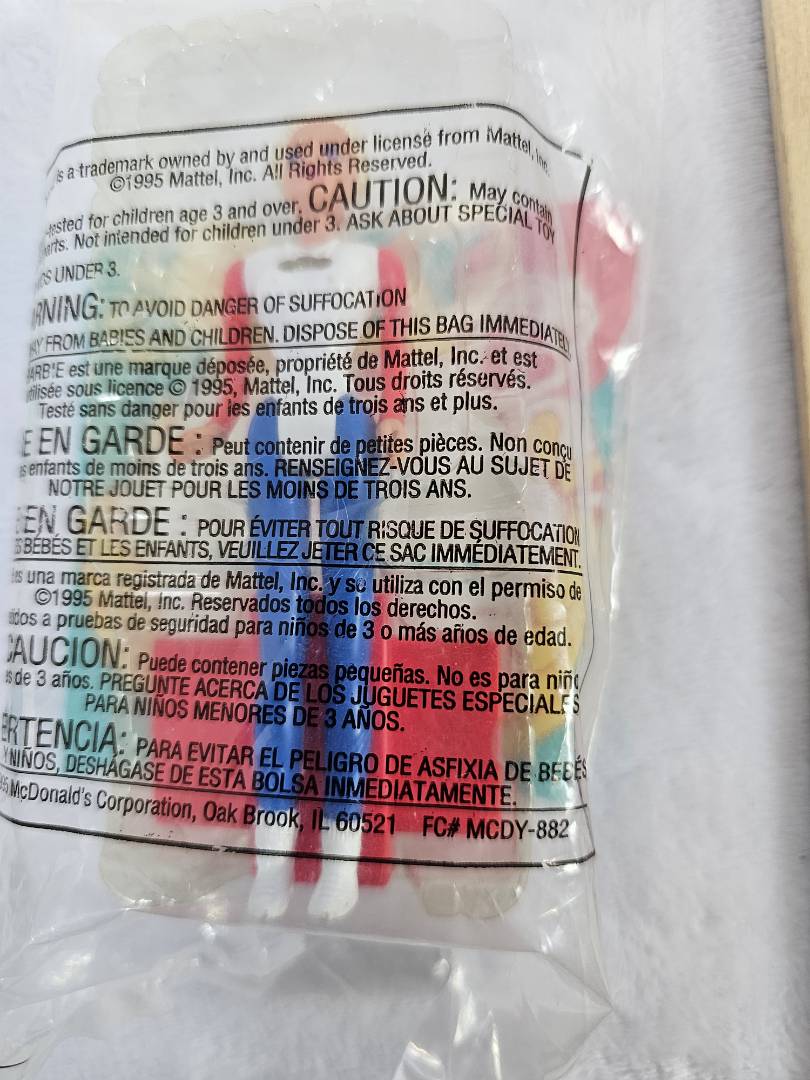 is a trademark owned by and used under license from Mattel, Inc.
©1995 Mattel, Inc. All Rights Reserved.
tested for children age 3 and over. CAUTION: May contain
arts. Not intended for children under 3. ASK ABOUT SPECIAL TOY
DS UNDER 3.
RNING: TO AVOID DANGER OF SUFFOCATION
AY FROM BABIES AND CHILDREN. DISPOSE OF THIS BAG IMMEDIATELY
ARBIE est une marque déposée, propriété de Mattel, Inc. et est
utilisée sous licence © 1995, Mattel, Inc. Tous droits réservés.
Testé sans danger pour les enfants de trois ans et plus.
E EN GARDE : Peut contenir de petites pièces. Non conçu
s enfants de moins de trois ans. RENSEIGNEZ-VOUS AU SUJET DE
NOTRE JOUET POUR LES MOINS DE TROIS ANS.
EN GARDE : POUR ÉVITER TOUT RISQUE DE SUFFOCATION
S BÉBÉS ET LES ENFANTS, VEUILLEZ JETER CE SAC IMMÉDIATEMENT.
es una marca registrada de Mattel, Inc. y se utiliza con el permiso de
©1995 Mattel, Inc. Reservados todos los derechos.
idos a pruebas de seguridad para niños de 3 o más años de edad.
CAUCION: Puede contener piezas pequeñas. No es para niño
s de 3 años. PREGUNTE ACERCA DE LOS JUGUETES ESPECIALES
PARA NIÑOS MENORES DE 3 AÑOS.
ERTENCIA: PARA EVITAR EL PELIGRO DE ASFIXIA DE BEBÉS
Y NIÑOS, DESHÁGASE DE ESTA BOLSA INMEDIATAMENTE.
95 McDonald's Corporation, Oak Brook, IL 60521 FC# MCDY-882